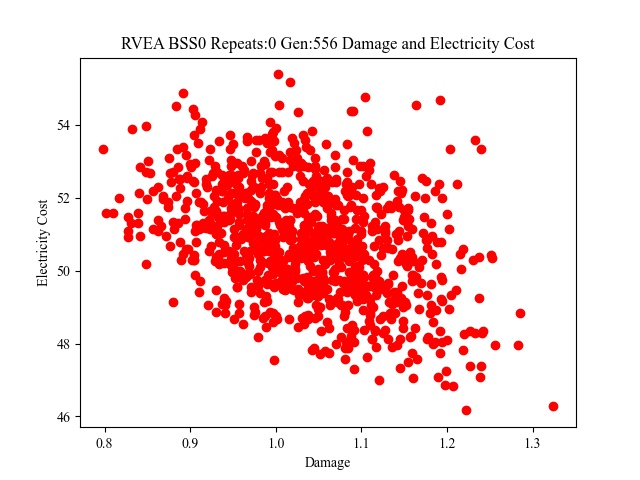 RVEA BSS0 Repeats:0 Gen:556 Damage and Electricity Cost
54
52
50
48
46
Electricity Cost
0.8 0.9 1.0 1.1 1.2 1.3
Damage